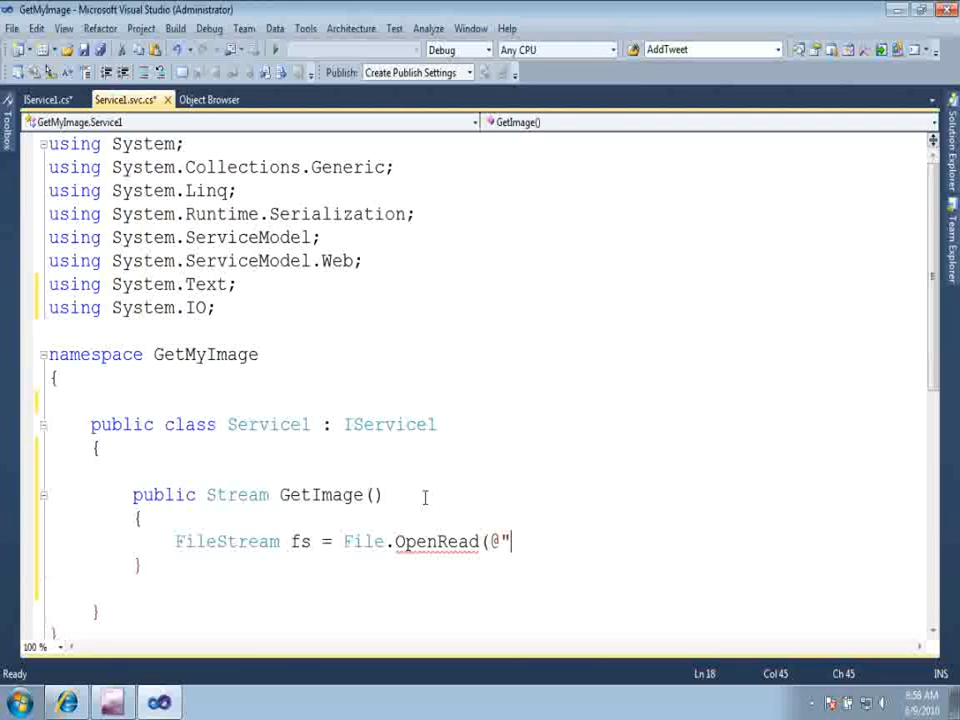 GetMyImage - Microsoft Visual Studio (Administrator)
File Edit View Refactor Project Build Debug Team Data Tools Architecture Test Analyze Window Help
Debug Any CPU AddTweet
Publish: Create Publish Settings
IService1.cs* Service1.svc.cs* Object Browser
GetMyImage.Service1 GetImage()
Toolbox
Solution Explorer
Team Explorer
using System;
using System.Collections.Generic;
using System.Linq;
using System.Runtime.Serialization;
using System.ServiceModel;
using System.ServiceModel.Web;
using System.Text;
using System.IO;
namespace GetMyImage
{
public class Service1 : IService1
{
public Stream GetImage()
{
FileStream fs = File.OpenRead(@"
}
}
}
100 %
Ready Ln 18 Col 45 Ch 45 INS
8:58 AM
6/9/2010